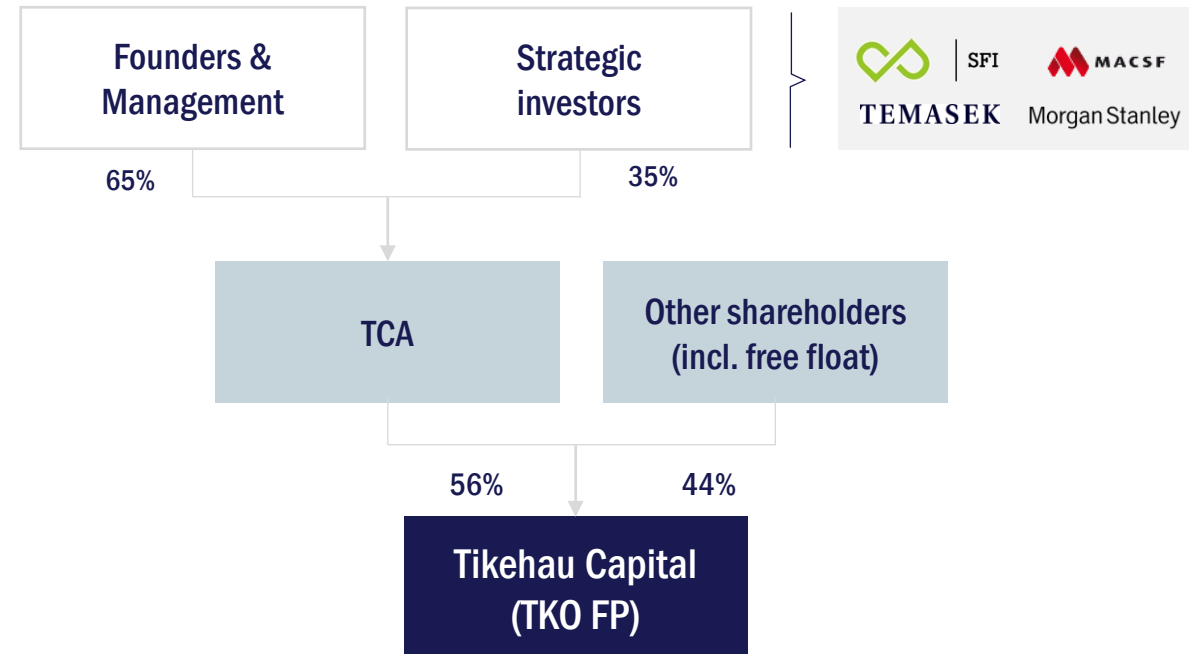 Founders &
Management
Strategic
investors
SFI
MACSF
TEMASEK
Morgan Stanley
65%
35%
TCA
Other shareholders
(incl. free float)
56%
44%
Tikehau Capital
(TKO FP)